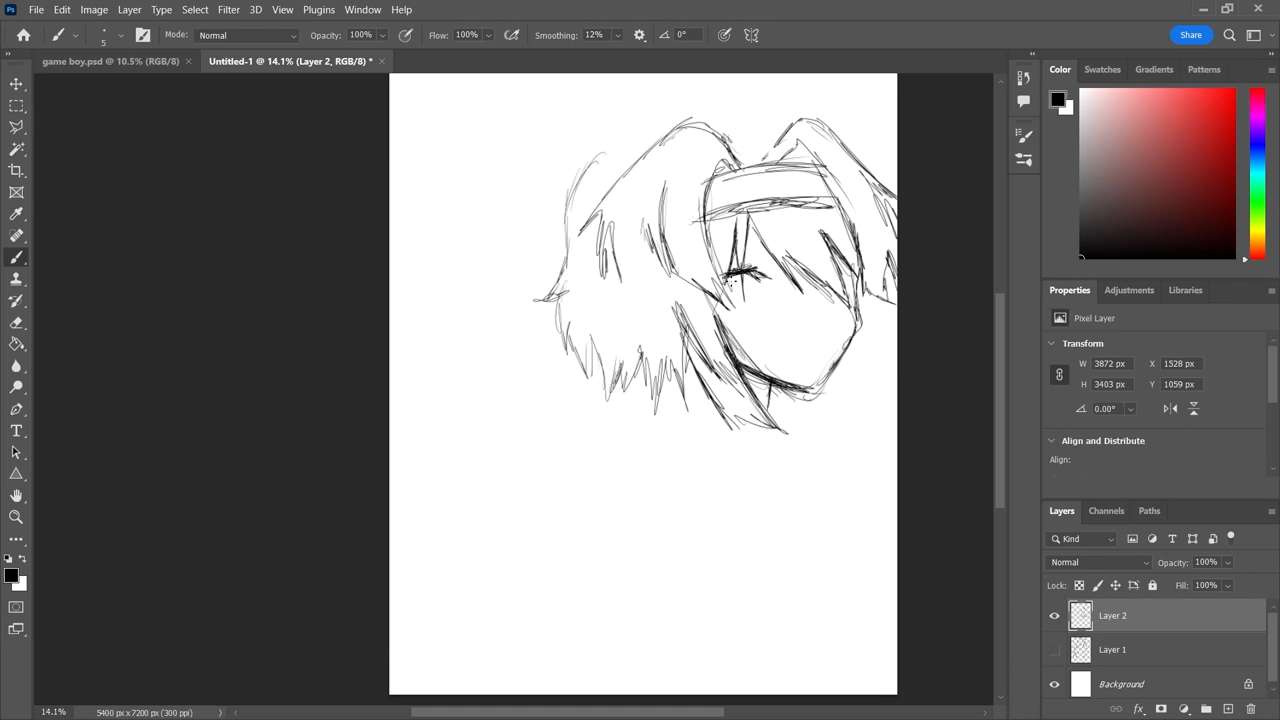 Ps File Edit Image Layer Type Select Filter 3D View Plugins Window Help
5 Mode: Normal Opacity: 100% Flow: 100% Smoothing: 12% 0° Share
game boy.psd @ 10.5% (RGB/8) × Untitled-1 @ 14.1% (Layer 2, RGB/8) * ×
Color Swatches Gradients Patterns
Properties Adjustments Libraries
Pixel Layer
Transform
W 3872 px X 1528 px
H 3403 px Y 1059 px
0.00°
Align and Distribute
Align:
Layers Channels Paths
Kind
Normal Opacity: 100%
Lock: Fill: 100%
Layer 2
Layer 1
Background
fx
14.1% 5400 px x 7200 px (300 ppi)